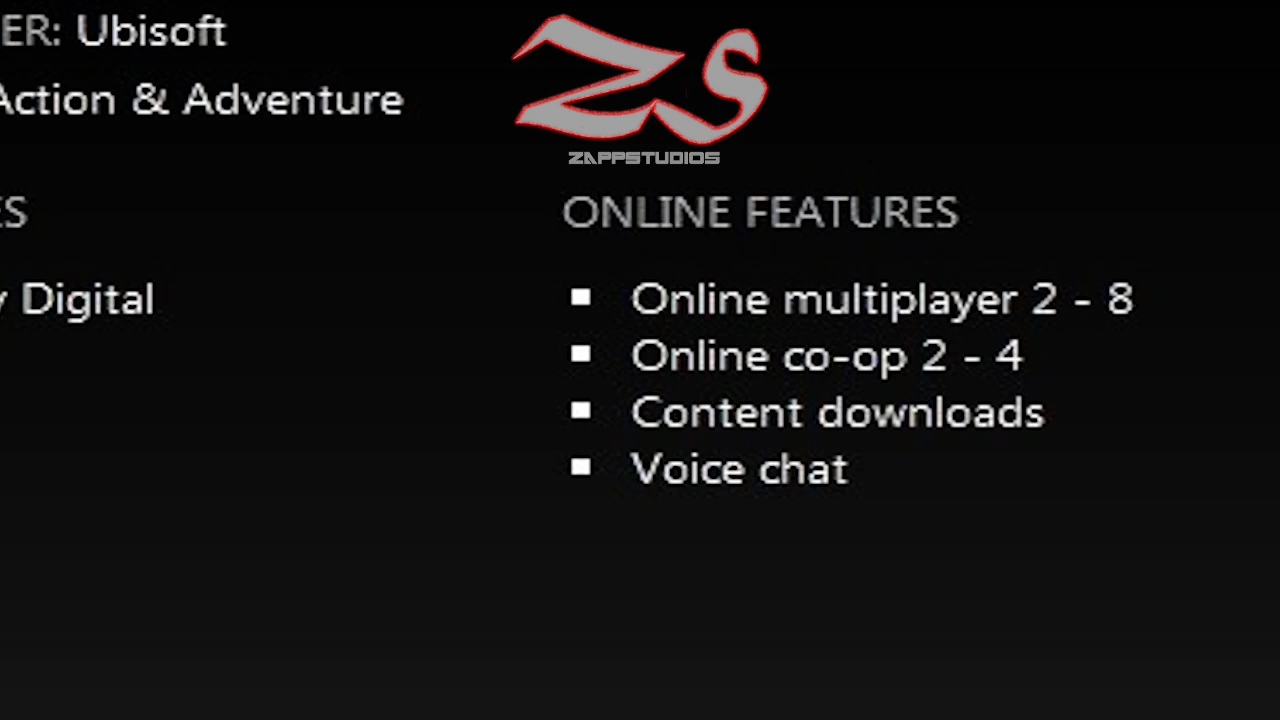 ER: Ubisoft
Action & Adventure
ZS
ZAPPSTUDIOS
ES
ONLINE FEATURES
y Digital
Online multiplayer 2 - 8
Online co-op 2 - 4
Content downloads
Voice chat